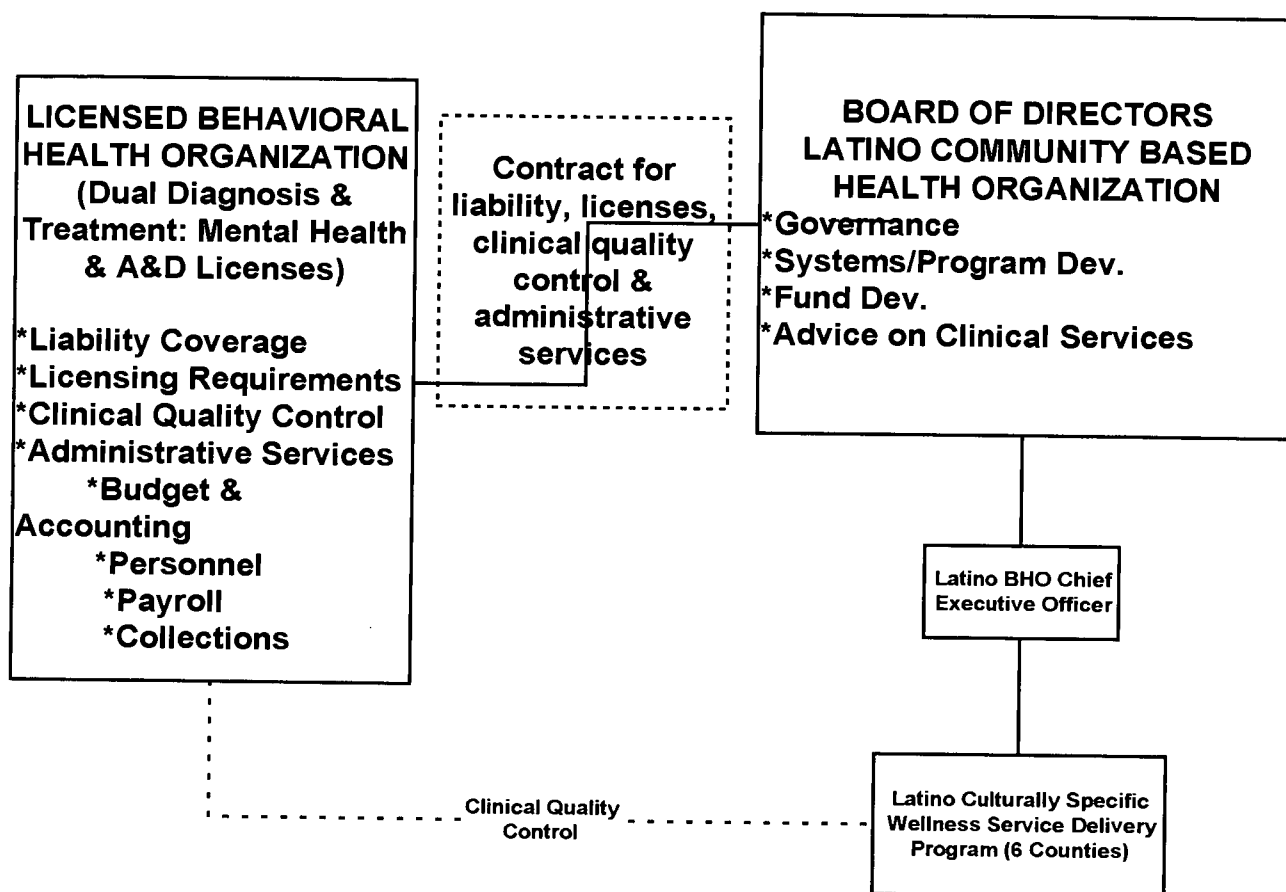 LICENSED BEHAVIORAL
HEALTH ORGANIZATION
(Dual Diagnosis &
Treatment: Mental Health
& A&D Licenses)
*Liability Coverage
*Licensing Requirements
*Clinical Quality Control
*Administrative Services
*Budget &
Accounting
*Personnel
*Payroll
*Collections
Contract for
liability, licenses,
clinical quality
control &
administrative
services
BOARD OF DIRECTORS
LATINO COMMUNITY BASED
HEALTH ORGANIZATION
*Governance
*Systems/Program Dev.
*Fund Dev.
*Advice on Clinical Services
Latino BHO Chief
Executive Officer
Clinical Quality
Control
Latino Culturally Specific
Wellness Service Delivery
Program (6 Counties)